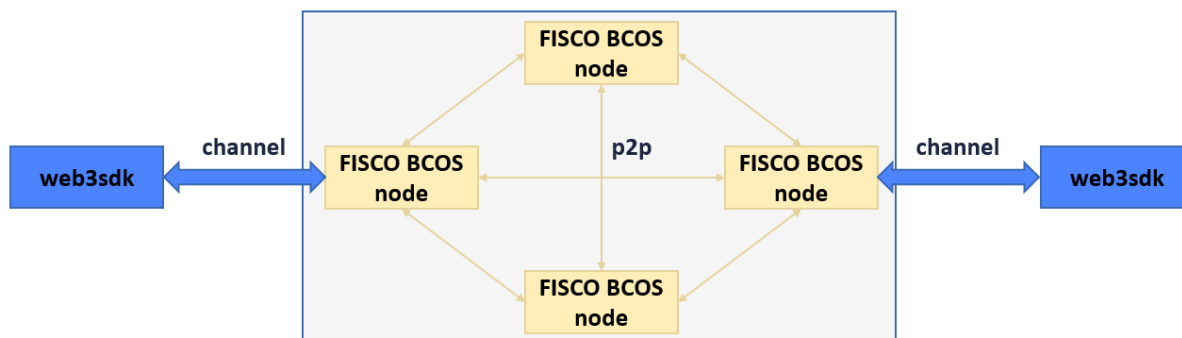 FISCO BCOS
node
channel
p2p
channel
web3sdk
FISCO BCOS
node
FISCO BCOS
node
web3sdk
FISCO BCOS
node